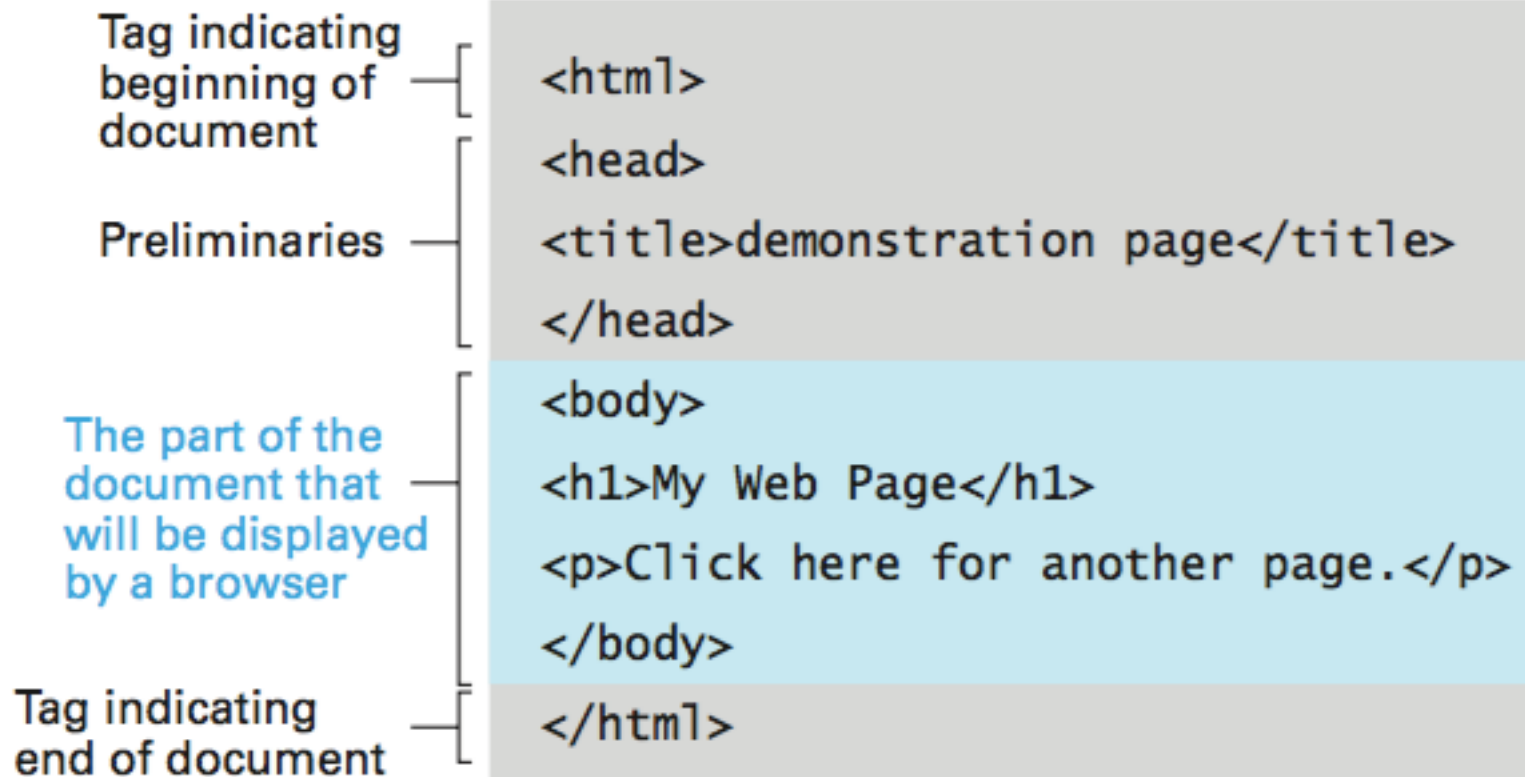 Tag indicating
beginning of
document
<html>
Preliminaries
<head>
<title>demonstration page</title>
</head>
The part of the
document that
will be displayed
by a browser
<body>
<h1>My Web Page</h1>
<p>Click here for another page.</p>
</body>
Tag indicating
end of document
</html>